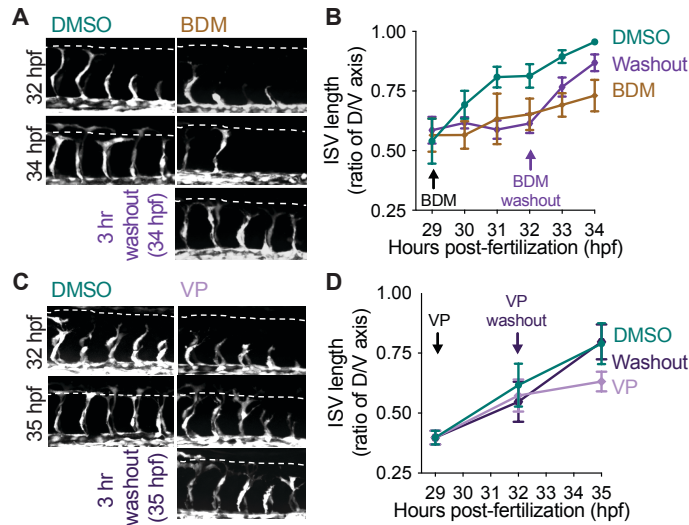 A
DMSO
BDM
32 hpf
34 hpf
3 hr
washout
(34 hpf)
B
ISV length
(ratio of D/V axis)
1.00
0.75
0.50
0.25
DMSO
Washout
BDM
BDM
BDM
washout
29 30 31 32 33 34
Hours post-fertilization (hpf)
C
DMSO
VP
32 hpf
35 hpf
3 hr
washout
(35 hpf)
D
ISV length
(ratio of D/V axis)
1.00
0.75
0.50
0.25
VP
VP
washout
DMSO
Washout
VP
29 30 31 32 33 34 35
Hours post-fertilization (hpf)